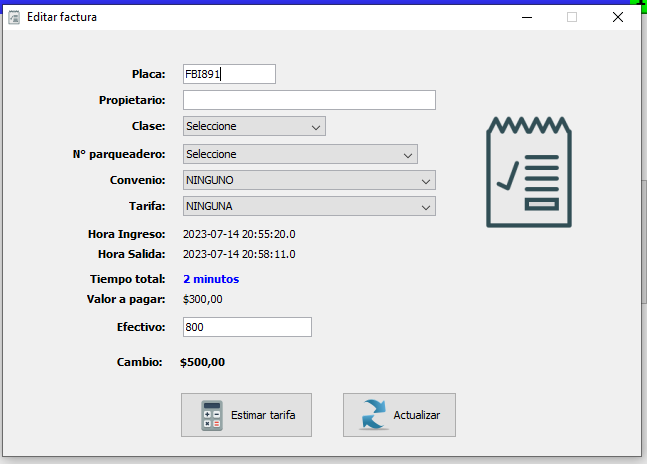 Editar factura
Placa: FBI891
Propietario:
Clase: Seleccione
N° parqueadero: Seleccione
Convenio: NINGUNO
Tarifa: NINGUNA
Hora Ingreso: 2023-07-14 20:55:20.0
Hora Salida: 2023-07-14 20:58:11.0
Tiempo total: 2 minutos
Valor a pagar: $300,00
Efectivo: 800
Cambio: $500,00
Estimar tarifa Actualizar